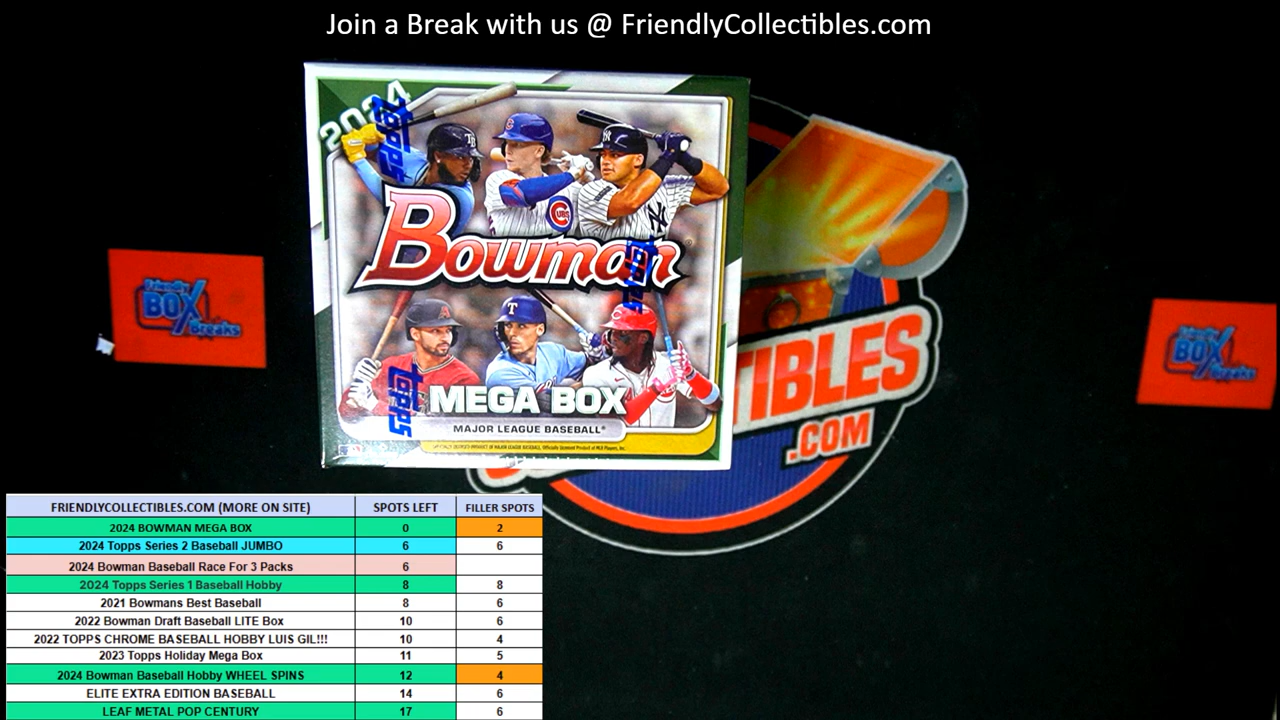 Join a Break with us @ FriendlyCollectibles.com
2024
Topps
Bowman
Topps
Topps
MEGA BOX
MAJOR LEAGUE BASEBALL
CUBS
Friendly
BOX
Breaks
TIBLES
.COM
Friendly
BOX
Breaks
FRIENDLYCOLLECTIBLES.COM (MORE ON SITE) SPOTS LEFT FILLER SPOTS
2024 BOWMAN MEGA BOX 0 2
2024 Topps Series 2 Baseball JUMBO 6 6
2024 Bowman Baseball Race For 3 Packs 6
2024 Topps Series 1 Baseball Hobby 8 8
2021 Bowmans Best Baseball 8 6
2022 Bowman Draft Baseball LITE Box 10 6
2022 TOPPS CHROME BASEBALL HOBBY LUIS GIL!!! 10 4
2023 Topps Holiday Mega Box 11 5
2024 Bowman Baseball Hobby WHEEL SPINS 12 4
ELITE EXTRA EDITION BASEBALL 14 6
LEAF METAL POP CENTURY 17 6